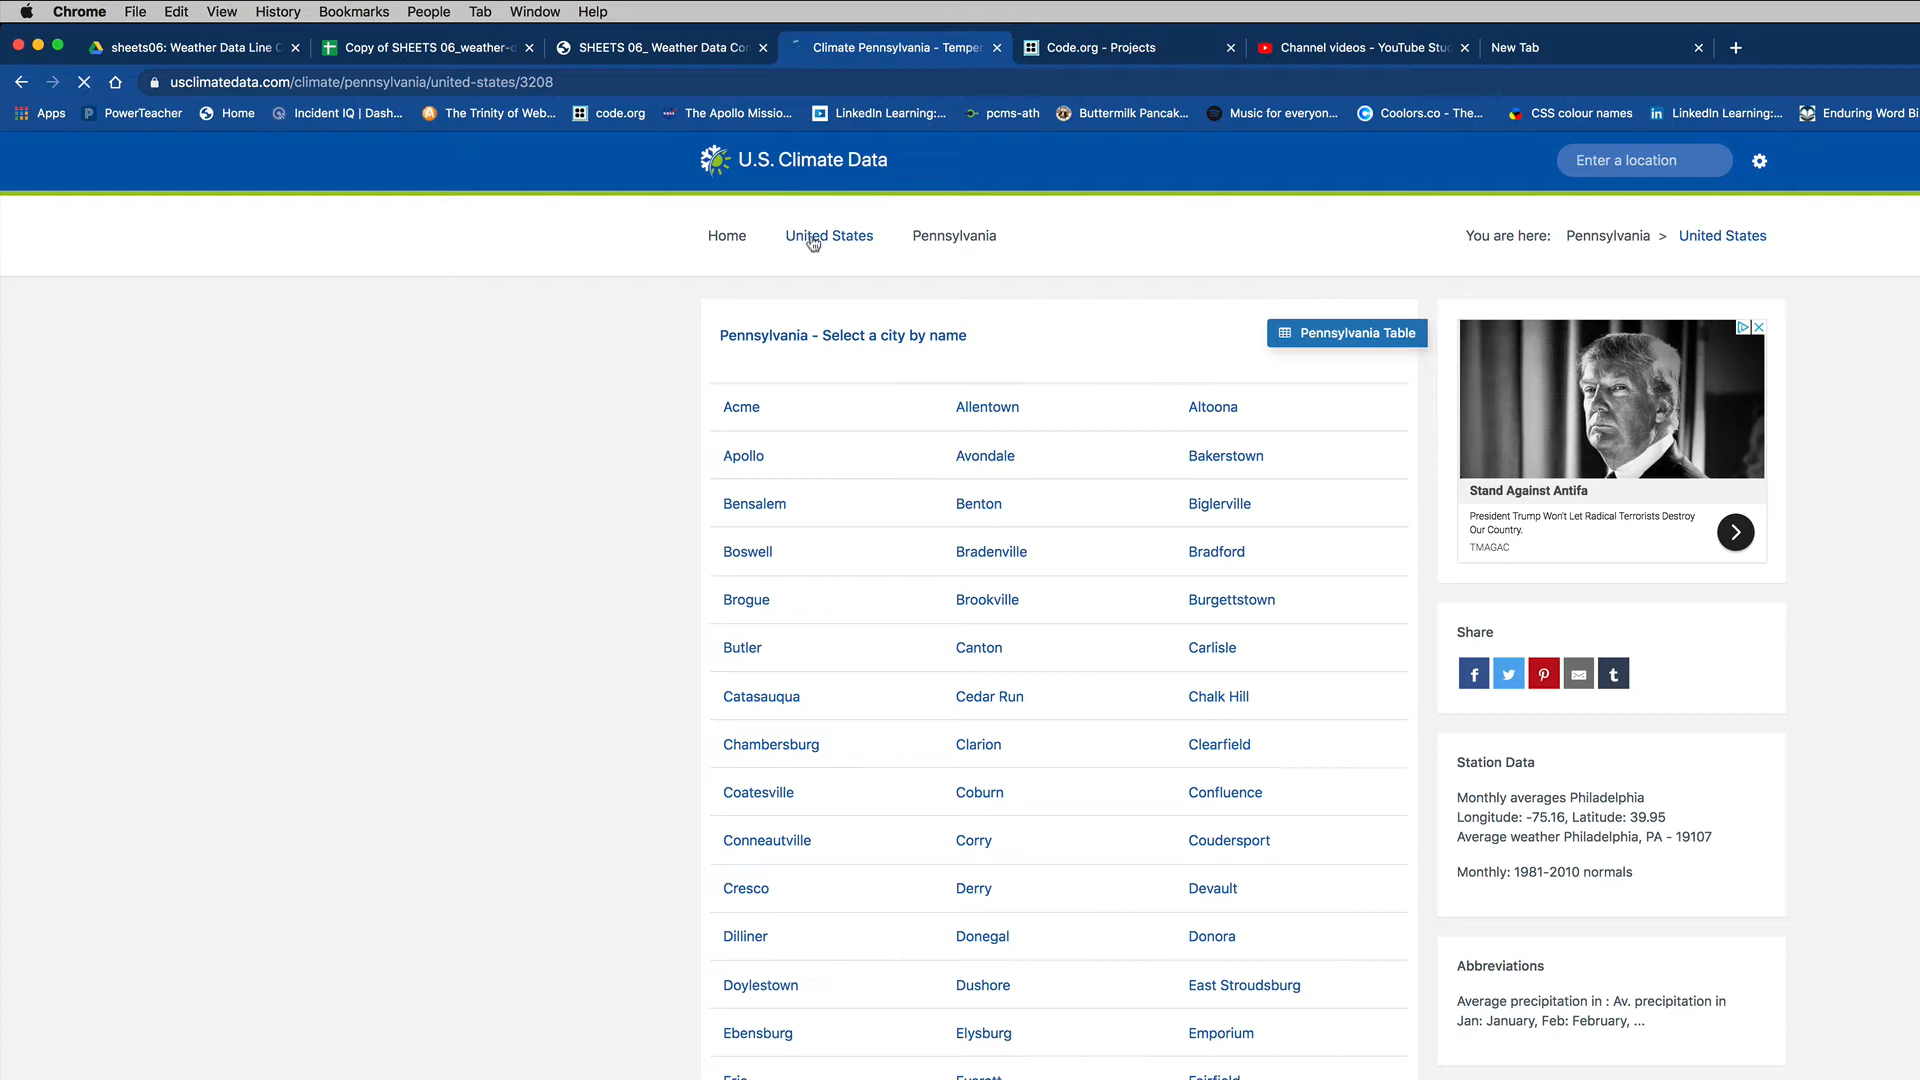 Chrome File Edit View History Bookmarks People Tab Window Help
sheets06: Weather Data Line C Copy of SHEETS 06_weather- SHEETS 06_ Weather Data Con Climate Pennsylvania - Temper Code.org - Projects Channel videos - YouTube Stud New Tab
usclimatedata.com/climate/pennsylvania/united-states/3208
Apps PowerTeacher Home Incident IQ | Dash... The Trinity of Web... code.org The Apollo Missio... LinkedIn Learning:... pcms-ath Buttermilk Pancak... Music for everyon... Coolors.co - The... CSS colour names LinkedIn Learning:... Enduring Word Bi
U.S. Climate Data Enter a location
Home United States Pennsylvania You are here: Pennsylvania > United States
Pennsylvania - Select a city by name Pennsylvania Table
Acme Allentown Altoona
Apollo Avondale Bakerstown
Bensalem Benton Biglerville
Boswell Bradenville Bradford
Brogue Brookville Burgettstown
Butler Canton Carlisle
Catasauqua Cedar Run Chalk Hill
Chambersburg Clarion Clearfield
Coatesville Coburn Confluence
Conneautville Corry Coudersport
Cresco Derry Devault
Dilliner Donegal Donora
Doylestown Dushore East Stroudsburg
Ebensburg Elysburg Emporium
Erie Everett Fairfield
Stand Against Antifa
President Trump Won't Let Radical Terrorists Destroy
Our Country.
TMAGAC
Share
Station Data
Monthly averages Philadelphia
Longitude: -75.16, Latitude: 39.95
Average weather Philadelphia, PA - 19107
Monthly: 1981-2010 normals
Abbreviations
Average precipitation in : Av. precipitation in
Jan: January, Feb: February, ...